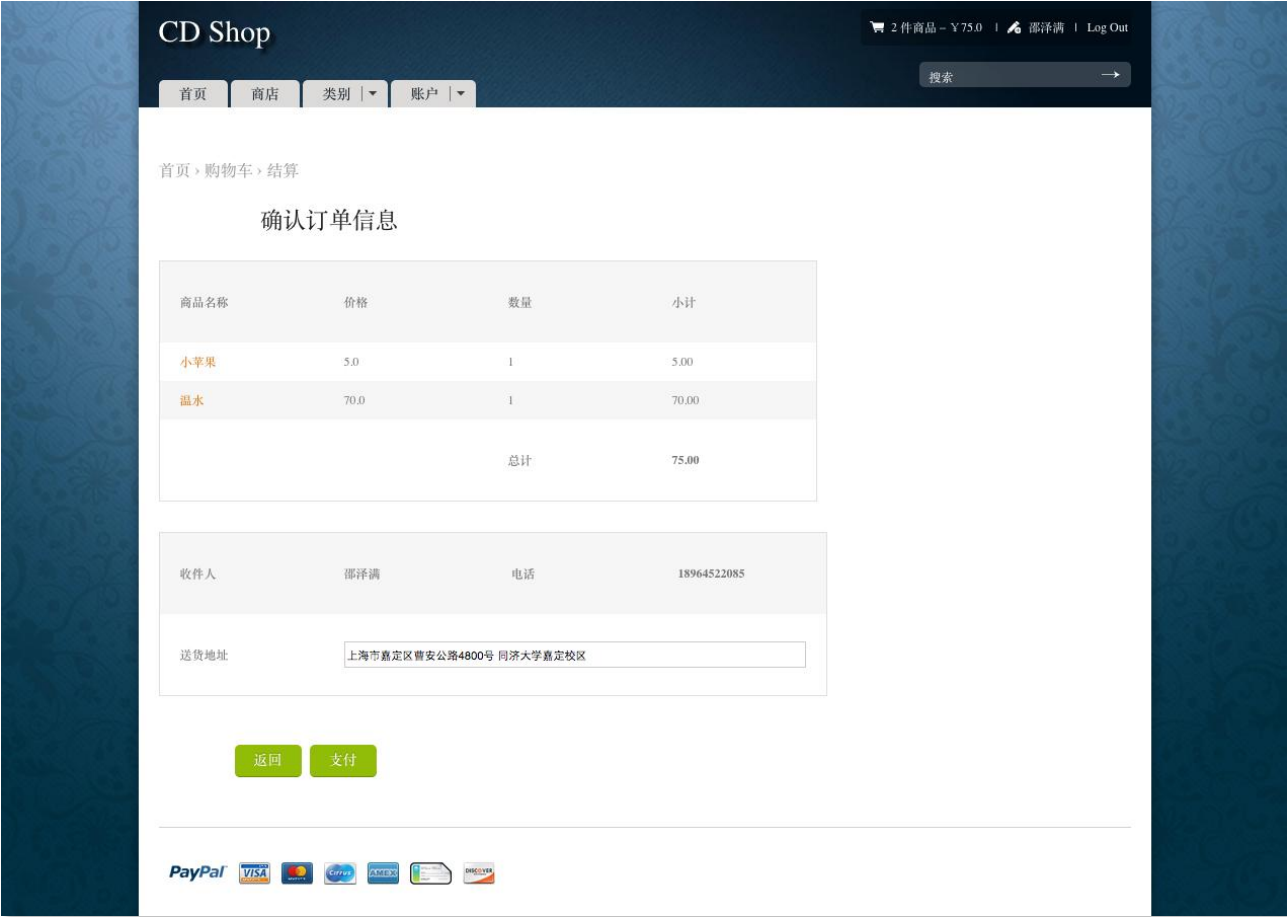 CD Shop
2 件商品 – ￥75.0 | 邵泽满 | Log Out
搜索
首页 商店 类别 账户
首页 › 购物车 › 结算
确认订单信息
商品名称 价格 数量 小计
小苹果 5.0 1 5.00
温水 70.0 1 70.00
总计 75.00
收件人 邵泽满 电话 18964522085
送货地址 上海市嘉定区曹安公路4800号 同济大学嘉定校区
返回 支付
PayPal VISA Cirrus AMEX DISCOVER